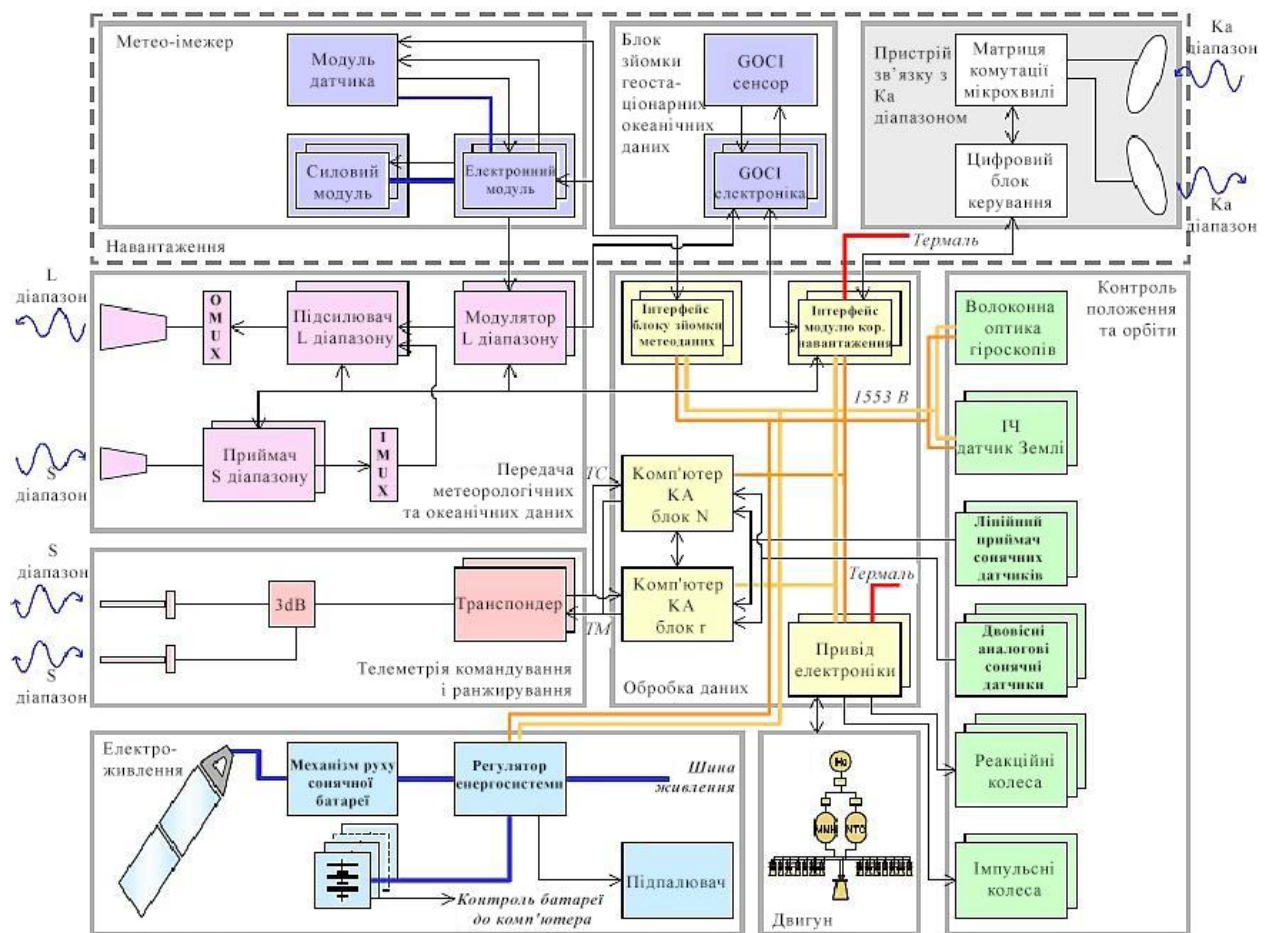 Метео-імежер
Модуль
датчика
Силовий
модуль
Електронний
модуль
Навантаження
Блок
зйомки
геоста-
ціонарних
океанічних
даних
GOCI
сенсор
GOCI
електроніка
Пристрій
зв'язку з
Ка
діапазоном
Матриця
комутації
мікрохвилі
Цифровий
блок
керування
Ка
діапазон
Ка
діапазон
Термаль
L
діапазон
O
M
U
X
Підсилювач
L діапазону
Модулятор
L діапазону
Приймач
S діапазону
I
M
U
X
S
діапазон
Передача
метеорологічних
та океанічних даних
Інтерфейс
блоку зйомки
метеоданих
Інтерфейс
модулю кор.
навантаження
1553 В
TC
Комп'ютер
КА
блок N
Комп'ютер
КА
блок r
TM
Термаль
Привід
електроніки
Обробка даних
Контроль
положення
та орбіти
Волоконна
оптика
гіроскопів
ІЧ
датчик Землі
Лінійний
приймач
сонячних
датчиків
Двовісні
аналогові
сонячні
датчики
Реакційні
колеса
Імпульсні
колеса
S
діапазон
S
діапазон
3dB
Транспондер
Телеметрія командування
і ранжирування
Електро-
живлення
Механізм руху
сонячної
батареї
Регулятор
енергосистеми
Шина
живлення
Контроль батареї
до комп'ютера
Підпалювач
He
MMH
NTO
Двигун